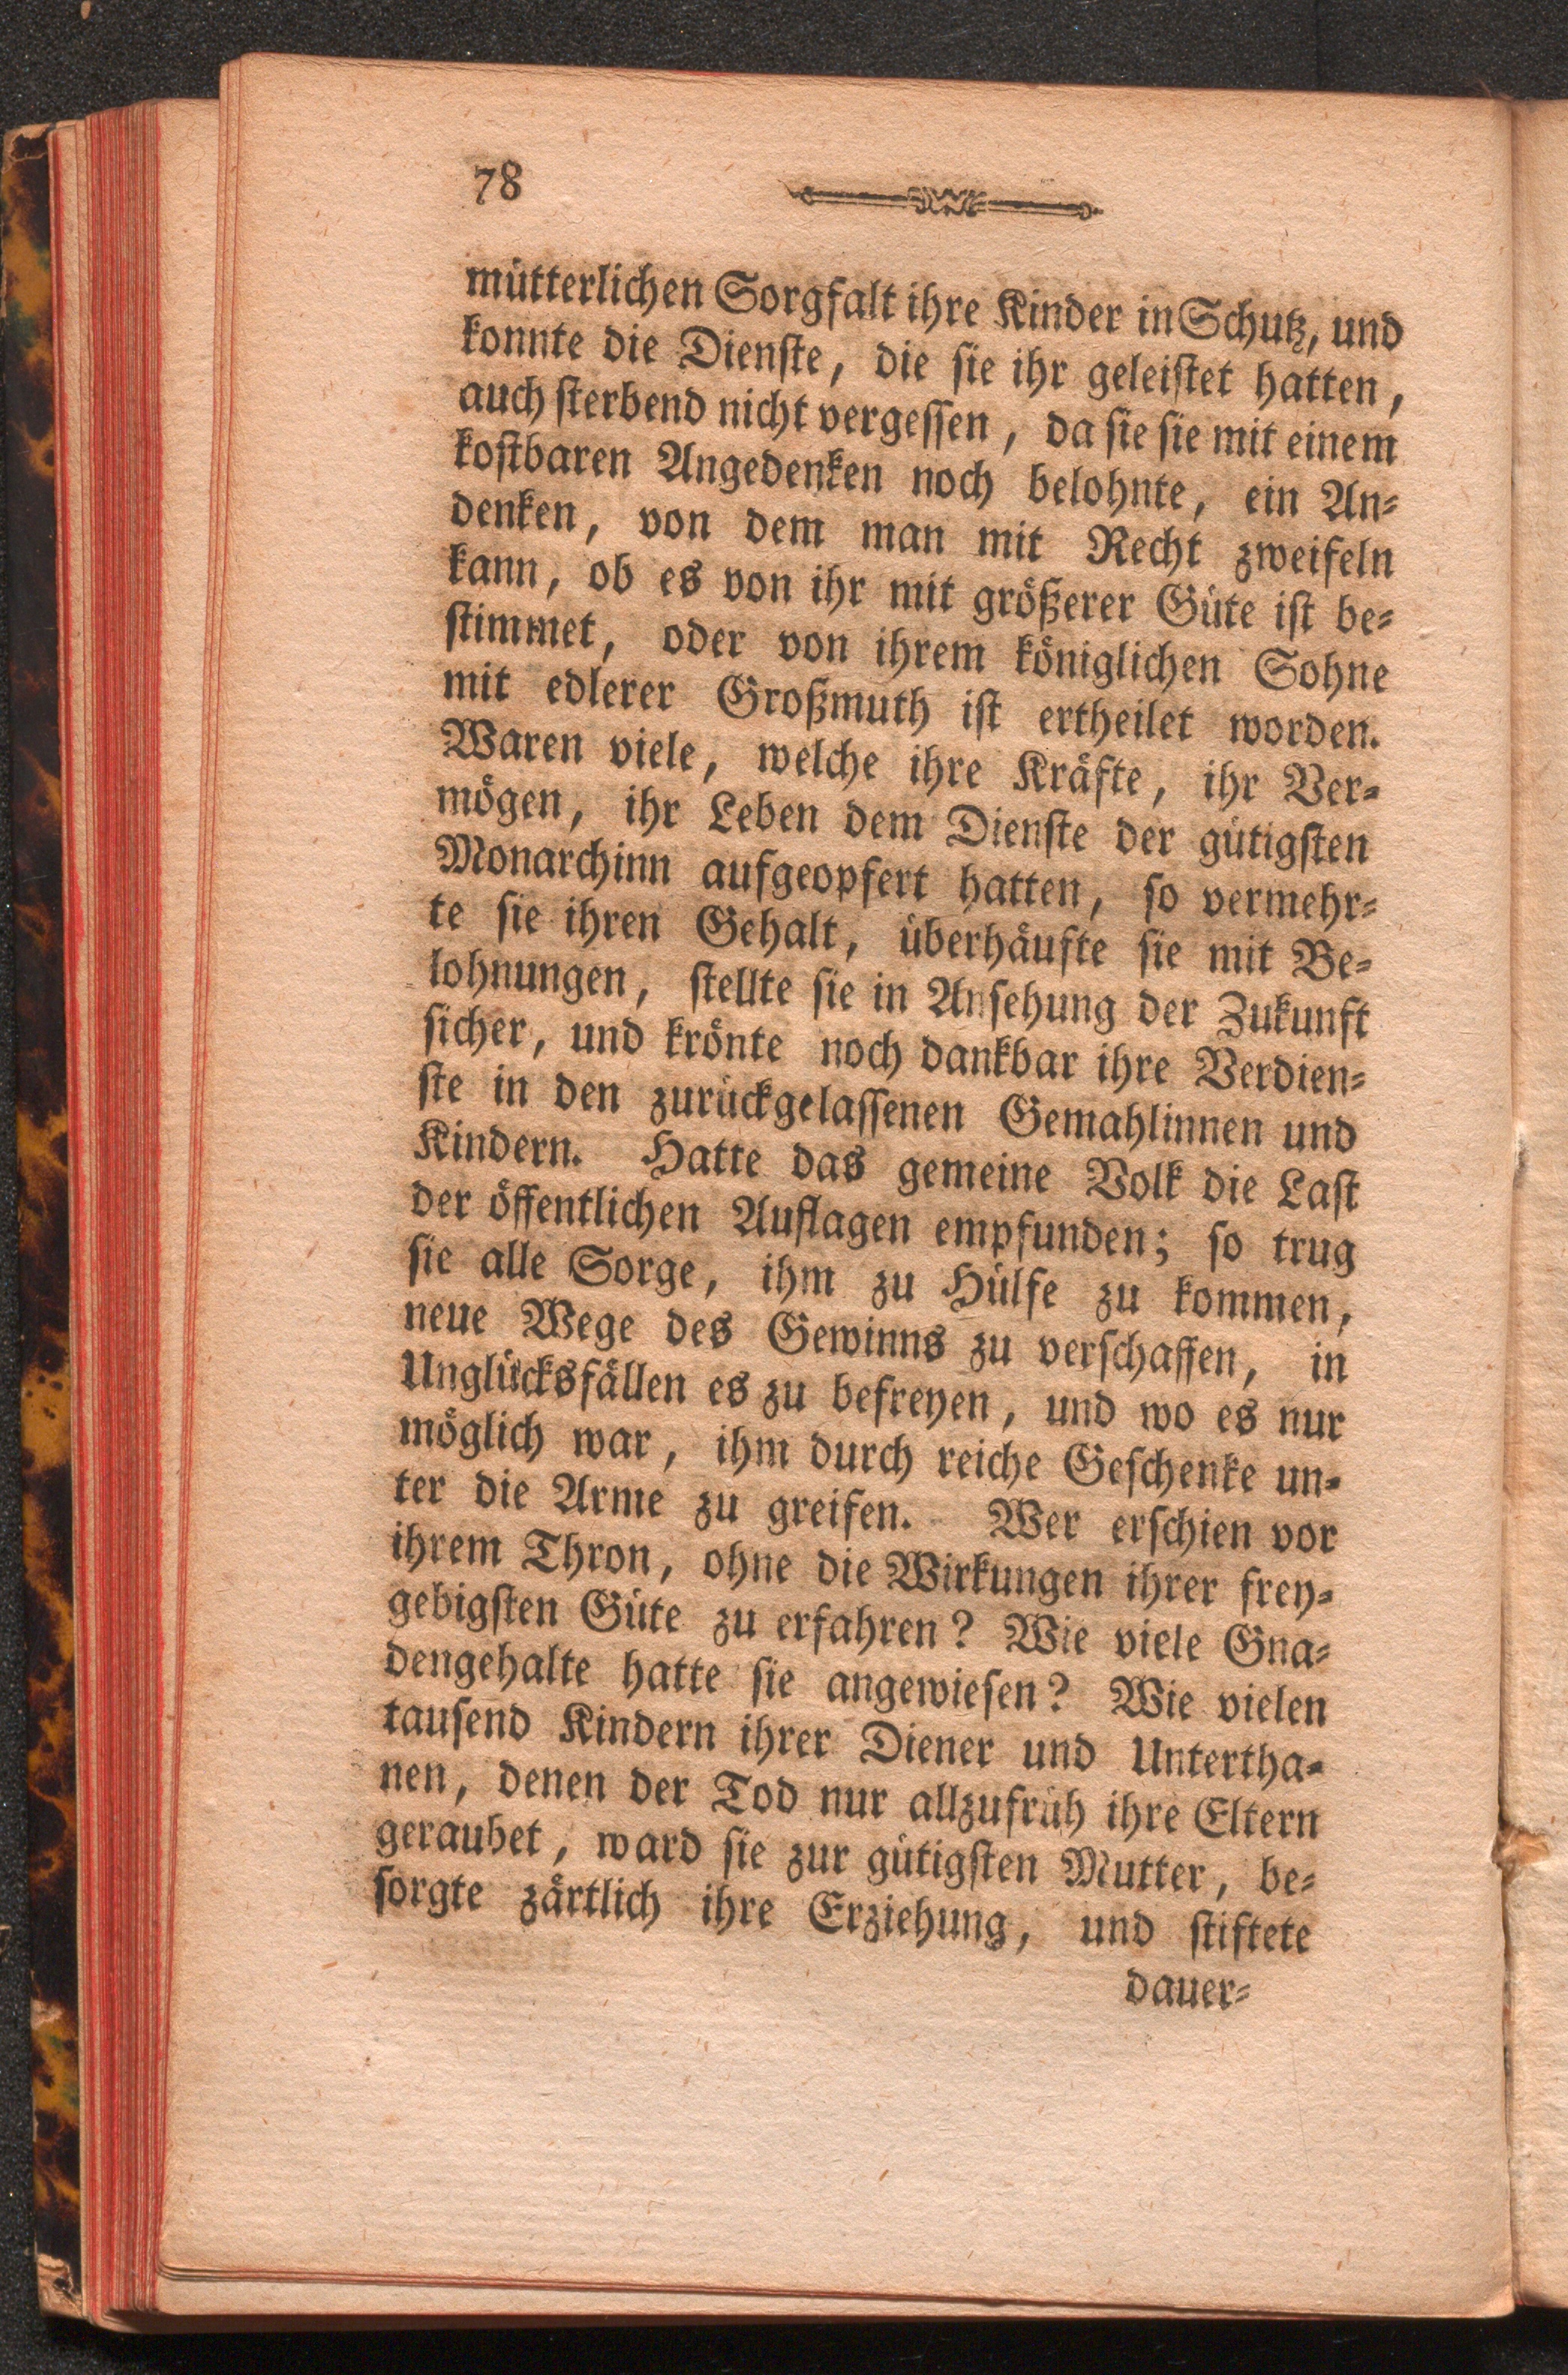 78
mütterlichen Sorgfalt ihre Kinder in Schutz, und
konnte die Dienste, die sie ihr geleistet hatten,
auch sterbend nicht vergessen, da sie sie mit einem
kostbaren Angedenken noch belohnte, ein An-
denken, von dem man mit Recht zweifeln
kann, ob es von ihr mit größerer Güte ist be-
stimmet, oder von ihrem königlichen Sohne
mit edlerer Großmuth ist ertheilet worden.
Waren viele, welche ihre Kräfte, ihr Ver-
mögen, ihr Leben dem Dienste der gütigsten
Monarchinn aufgeopfert hatten, so vermehr-
te sie ihren Gehalt, überhäufte sie mit Be-
lohnungen, stellte sie in Ansehung der Zukunft
sicher, und krönte noch dankbar ihre Verdien-
ste in den zurückgelassenen Gemahlinnen und
Kindern. Hatte das gemeine Volk die Last
der öffentlichen Auflagen empfunden; so trug
sie alle Sorge, ihm zu Hülfe zu kommen,
neue Wege des Gewinns zu verschaffen, in
Unglücksfällen es zu befreyen, und wo es nur
möglich war, ihm durch reiche Geschenke un-
ter die Arme zu greifen. Wer erschien vor
ihrem Thron, ohne die Wirkungen ihrer frey-
gebigsten Güte zu erfahren? Wie viele Gna-
dengehalte hatte sie angewiesen? Wie vielen
tausend Kindern ihrer Diener und Untertha-
nen, denen der Tod nur allzufrüh ihre Eltern
geraubet, ward sie zur gütigsten Mutter, be-
sorgte zärtlich ihre Erziehung, und stiftete
dauer-